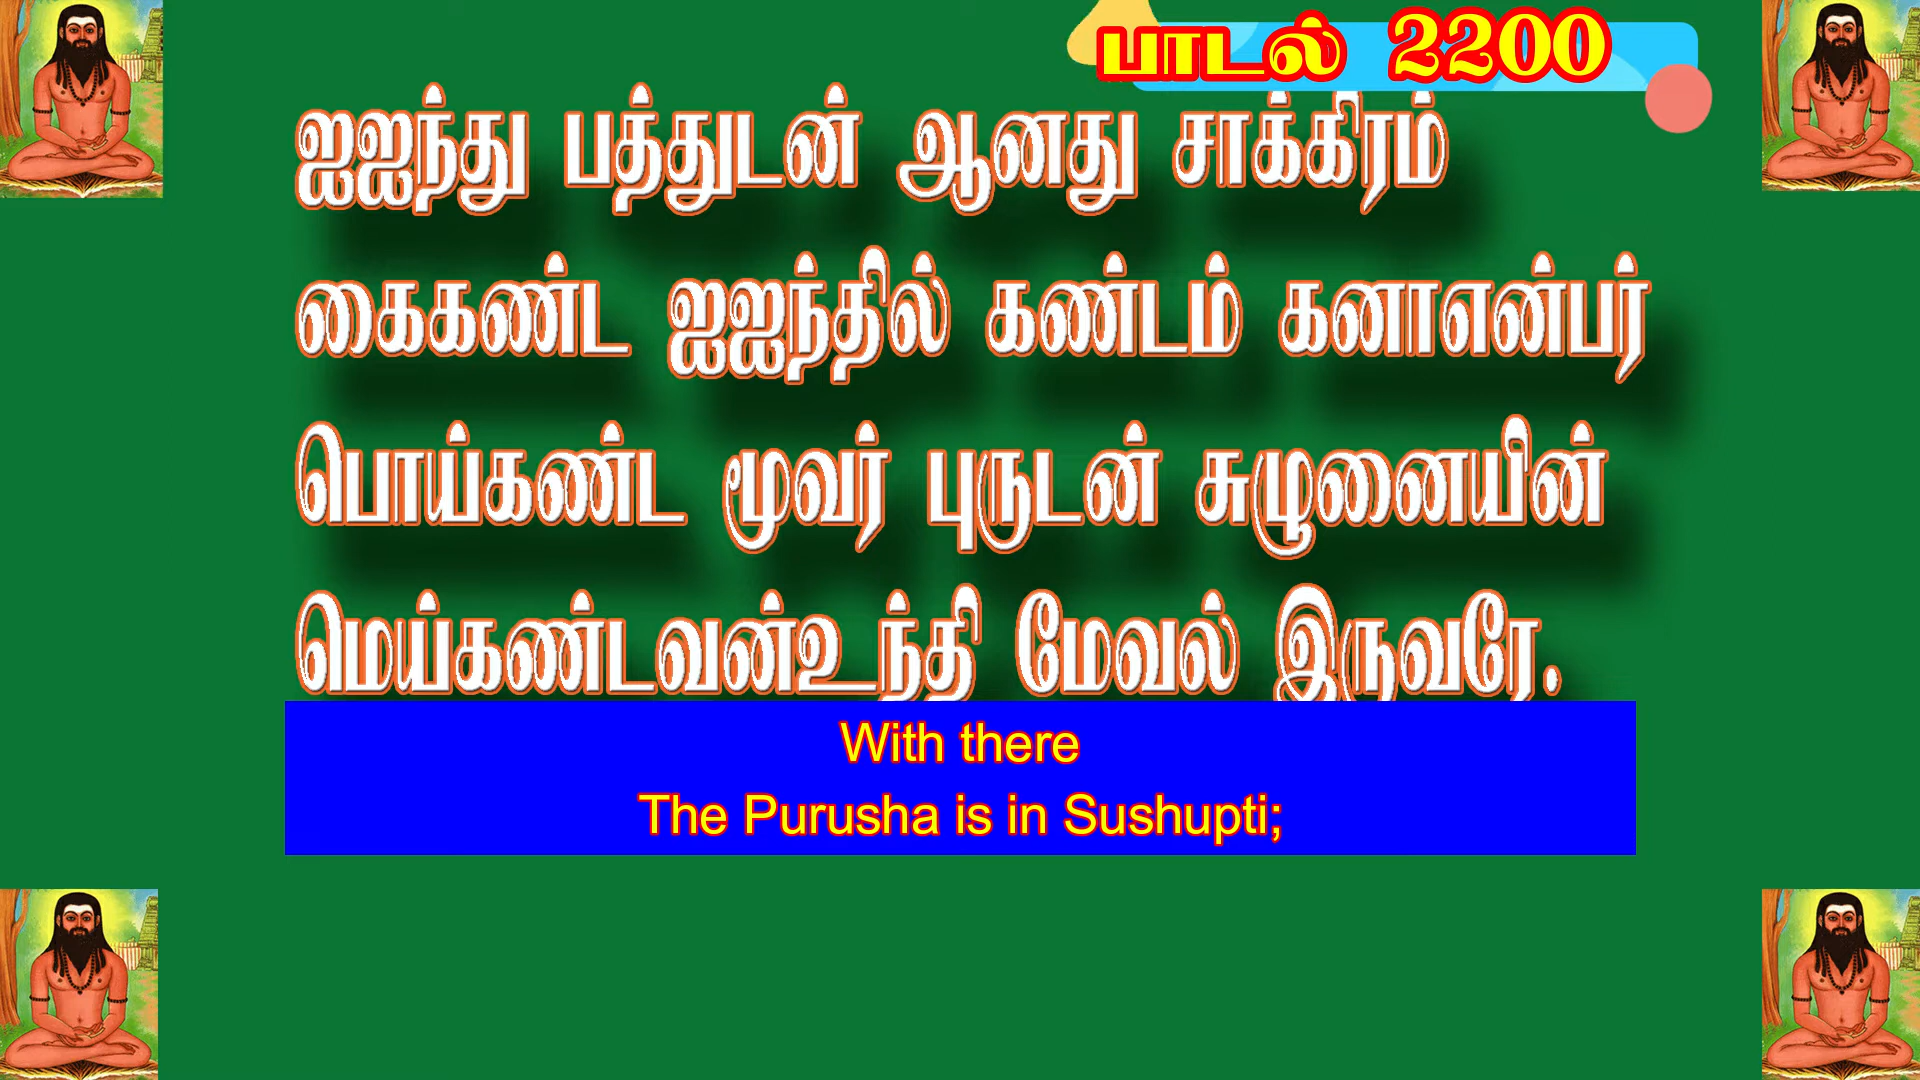 பாடல் 2200
ஐஐந்து பத்துடன் ஆனது சாக்கிரம்
கைகண்ட ஐஐந்தில் கண்டம் கனாஎன்பர்
பொய்கண்ட மூவர் புருடன் சுழுனையின்
மெய்கண்டவன்உந்தி மேவல் இருவரே.
With there
The Purusha is in Sushupti;